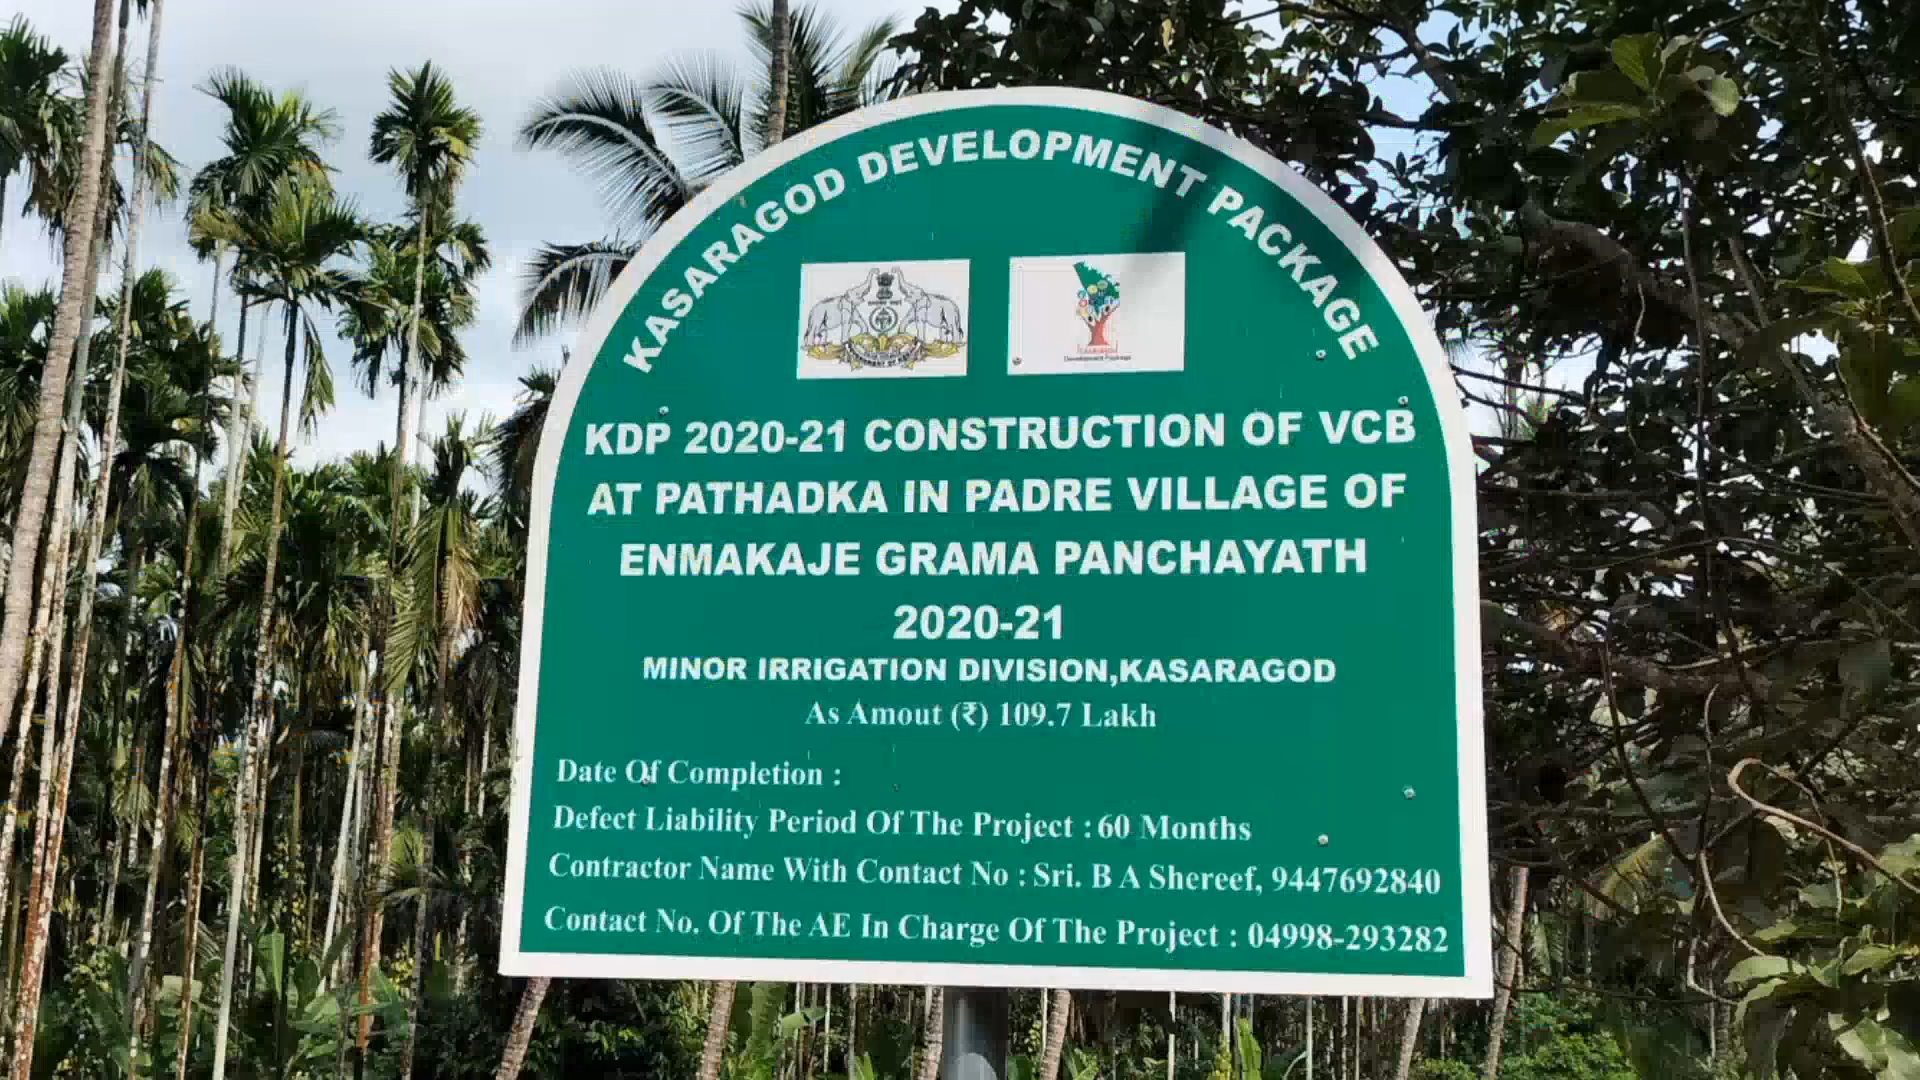 KASARAGOD DEVELOPMENT PACKAGE
Development Package
KDP 2020-21 CONSTRUCTION OF VCB
AT PATHADKA IN PADRE VILLAGE OF
ENMAKAJE GRAMA PANCHAYATH
2020-21
MINOR IRRIGATION DIVISION,KASARAGOD
As Amout (₹) 109.7 Lakh
Date Of Completion :
Defect Liability Period Of The Project : 60 Months
Contractor Name With Contact No : Sri. B A Shereef, 9447692840
Contact No. Of The AE In Charge Of The Project : 04998-293282